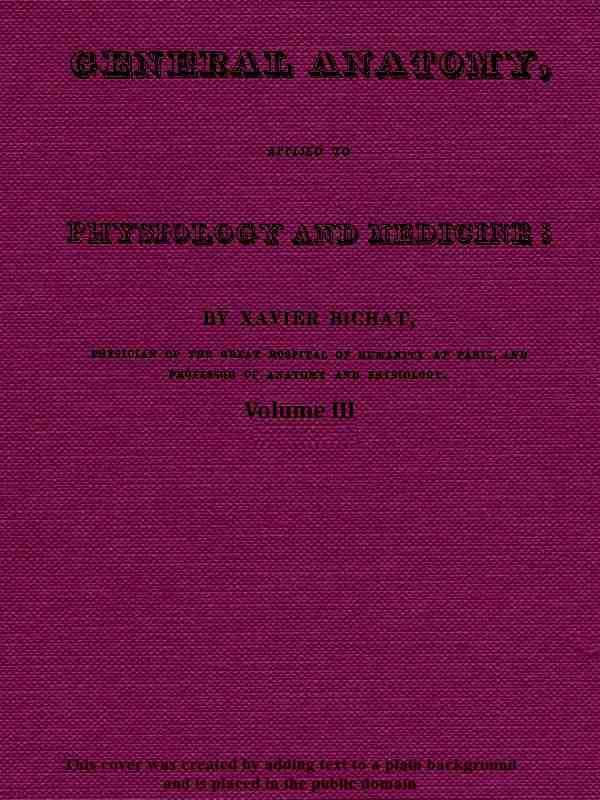 GENERAL ANATOMY,
APPLIED TO
PHYSIOLOGY AND MEDICINE;
BY XAVIER BICHAT,
PHYSICIAN OF THE GREAT HOSPITAL OF HUMANITY AT PARIS, AND
PROFESSOR OF ANATOMY AND PHYSIOLOGY.
Volume III
This cover was created by adding text to a plain background
and is placed in the public domain